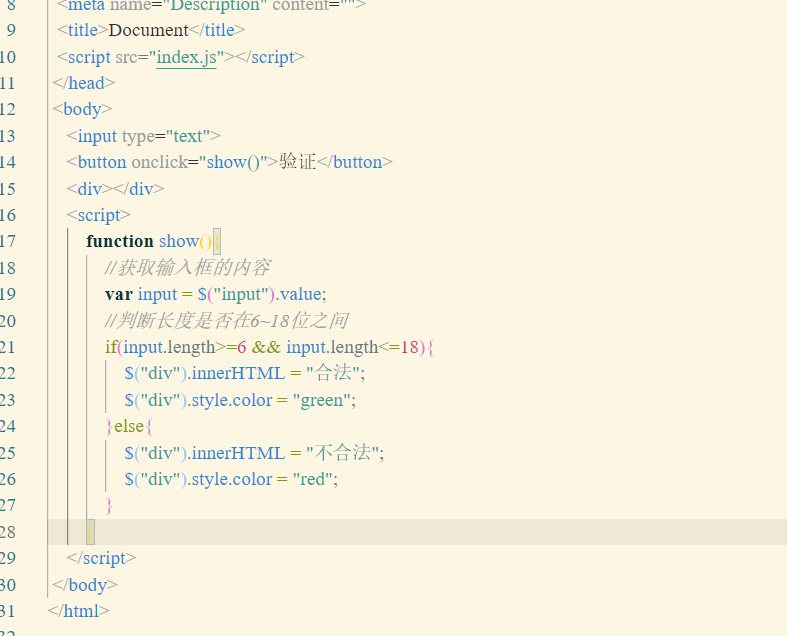 8 <meta name="Description" content="">
9 <title>Document</title>
10 <script src="index.js"></script>
11 </head>
12 <body>
13 <input type="text">
14 <button onclick="show()">验证</button>
15 <div></div>
16 <script>
17 function show(){
18 //获取输入框的内容
19 var input = $("input").value;
20 //判断长度是否在6~18位之间
21 if(input.length>=6 && input.length<=18){
22 $("div").innerHTML = "合法";
23 $("div").style.color = "green";
24 }else{
25 $("div").innerHTML = "不合法";
26 $("div").style.color = "red";
27 }
28 }
29 </script>
30 </body>
31 </html>
32